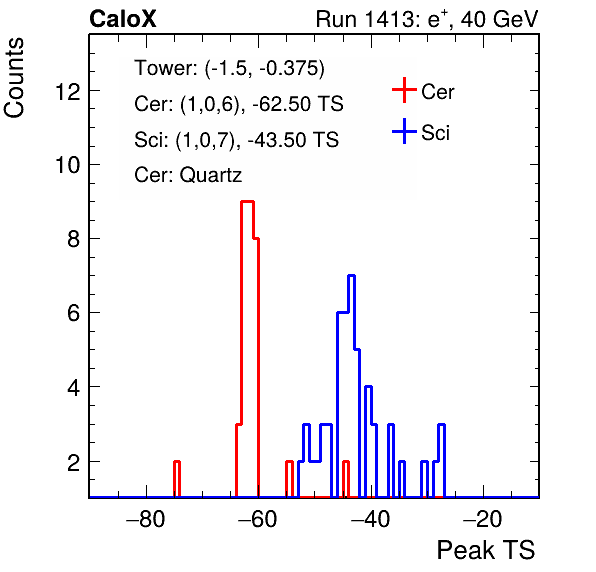 CaloX Run 1413: e⁺, 40 GeV
Counts
Tower: (-1.5, -0.375)
Cer: (1,0,6), -62.50 TS
Sci: (1,0,7), -43.50 TS
Cer: Quartz
Cer
Sci
12
10
8
6
4
2
−80 −60 −40 −20
Peak TS